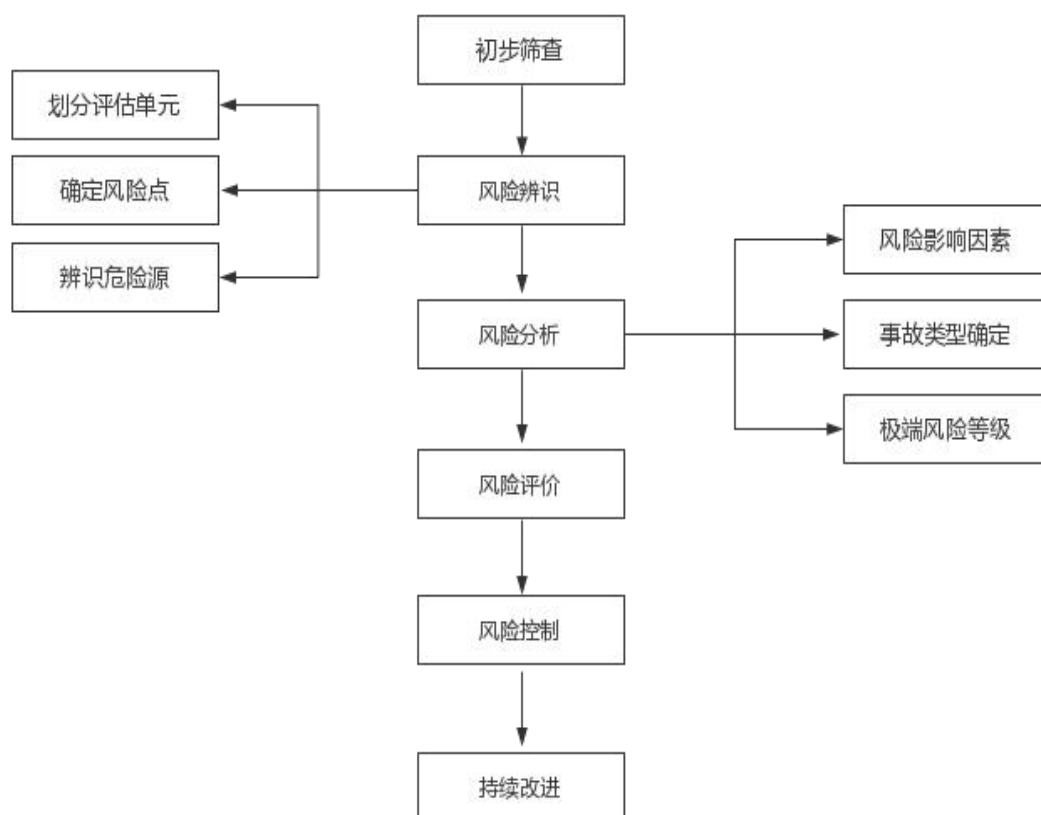 初步筛查
划分评估单元
确定风险点
风险辨识
辨识危险源
风险影响因素
风险分析
事故类型确定
极端风险等级
风险评价
风险控制
持续改进